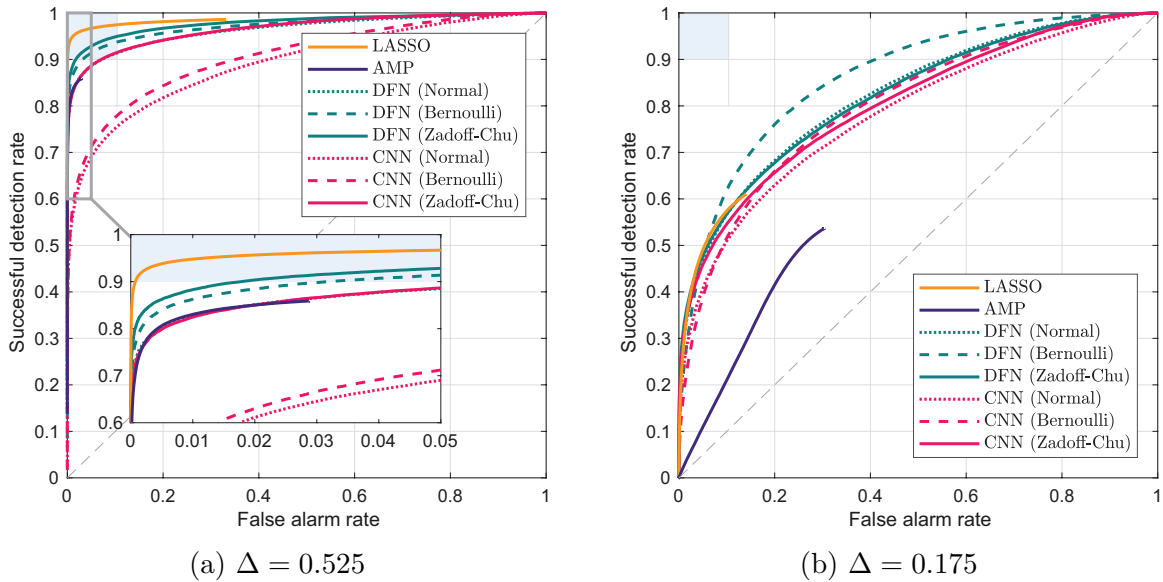 Successful detection rate
1
0.9
0.8
0.7
0.6
0.5
0.4
0.3
0.2
0.1
0
0 0.2 0.4 0.6 0.8 1
False alarm rate
LASSO
AMP
DFN (Normal)
DFN (Bernoulli)
DFN (Zadoff-Chu)
CNN (Normal)
CNN (Bernoulli)
CNN (Zadoff-Chu)
1
0.9
0.8
0.7
0.6
0 0.01 0.02 0.03 0.04 0.05
(a) Δ = 0.525
Successful detection rate
1
0.9
0.8
0.7
0.6
0.5
0.4
0.3
0.2
0.1
0
0 0.2 0.4 0.6 0.8 1
False alarm rate
LASSO
AMP
DFN (Normal)
DFN (Bernoulli)
DFN (Zadoff-Chu)
CNN (Normal)
CNN (Bernoulli)
CNN (Zadoff-Chu)
(b) Δ = 0.175